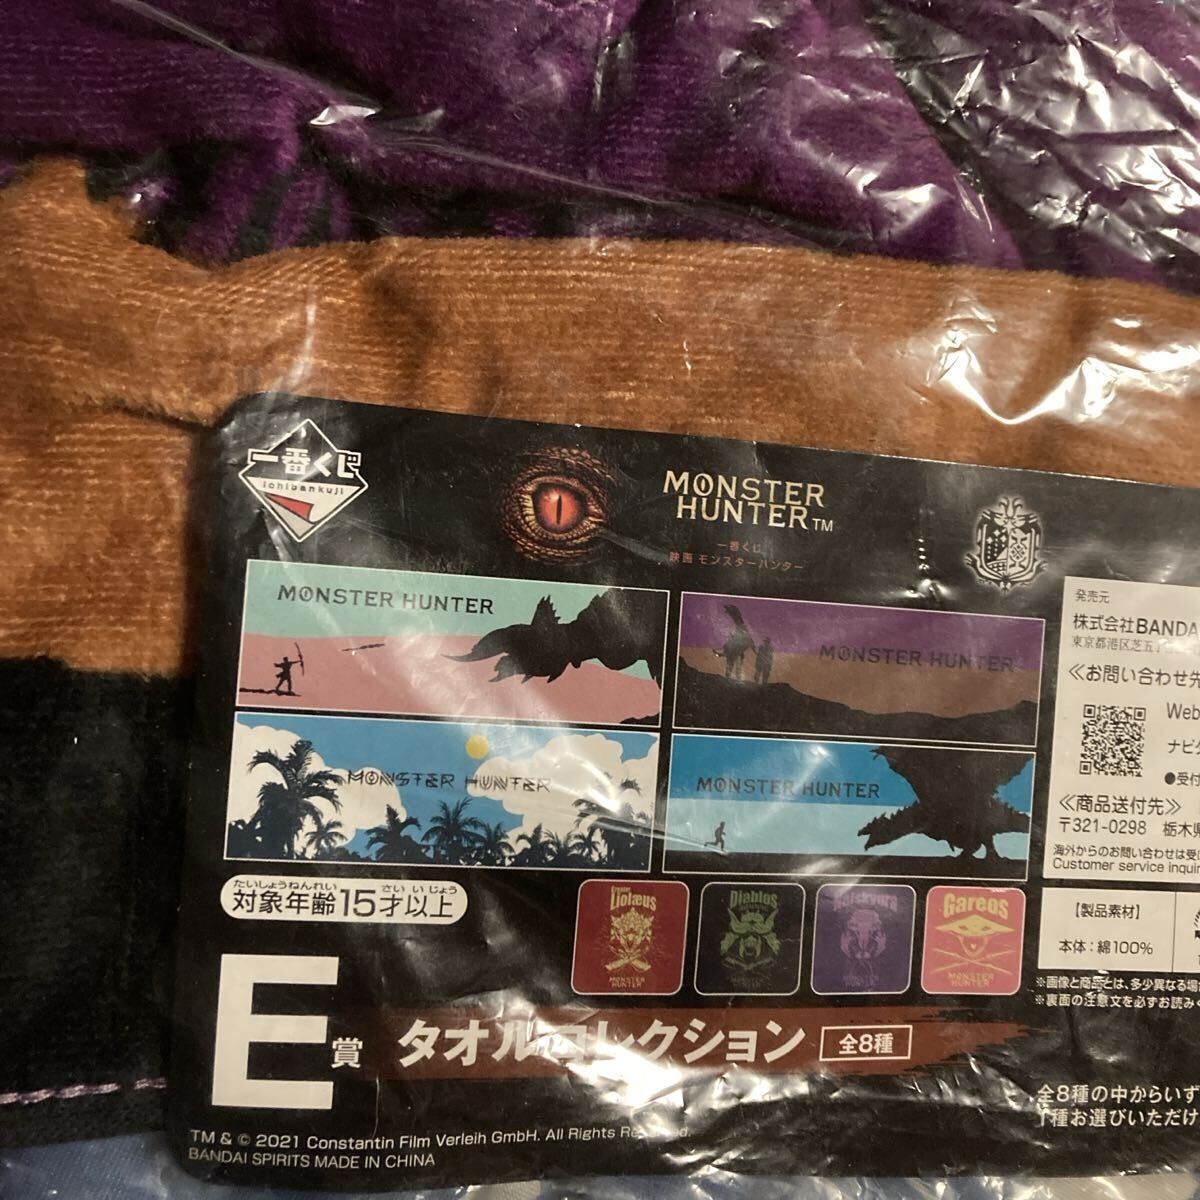 一番くじ
ichibankuji
MONSTER
HUNTER™
一番くじ
映画 モンスターハンター
MONSTER HUNTER
MONSTER HUNTER
MONSTER HUNTER
MONSTER HUNTER
たいしょうねんれい さい いじょう
対象年齢15才以上
Liolæus
MONSTER
HUNTER
Diablos
MONSTER
HUNTER
Gareos
MONSTER
HUNTER
E賞 タオルコレクション 全8種
TM & © 2021 Constantin Film Verleih GmbH. All Rights
BANDAI SPIRITS MADE IN CHINA
発売元
株式会社BANDA
東京都港区芝五丁
≪お問い合わせ先
Web
ナビ
●受付
≪商品送付先≫
〒321-0298 栃木県
海外からのお問い合わせは受
Customer service inquir
【製品素材】
本体：綿100%
※画像と商品とは、多少異なる場
※裏面の注意文を必ずお読み
全8種の中からいず
1種お選びいただけ